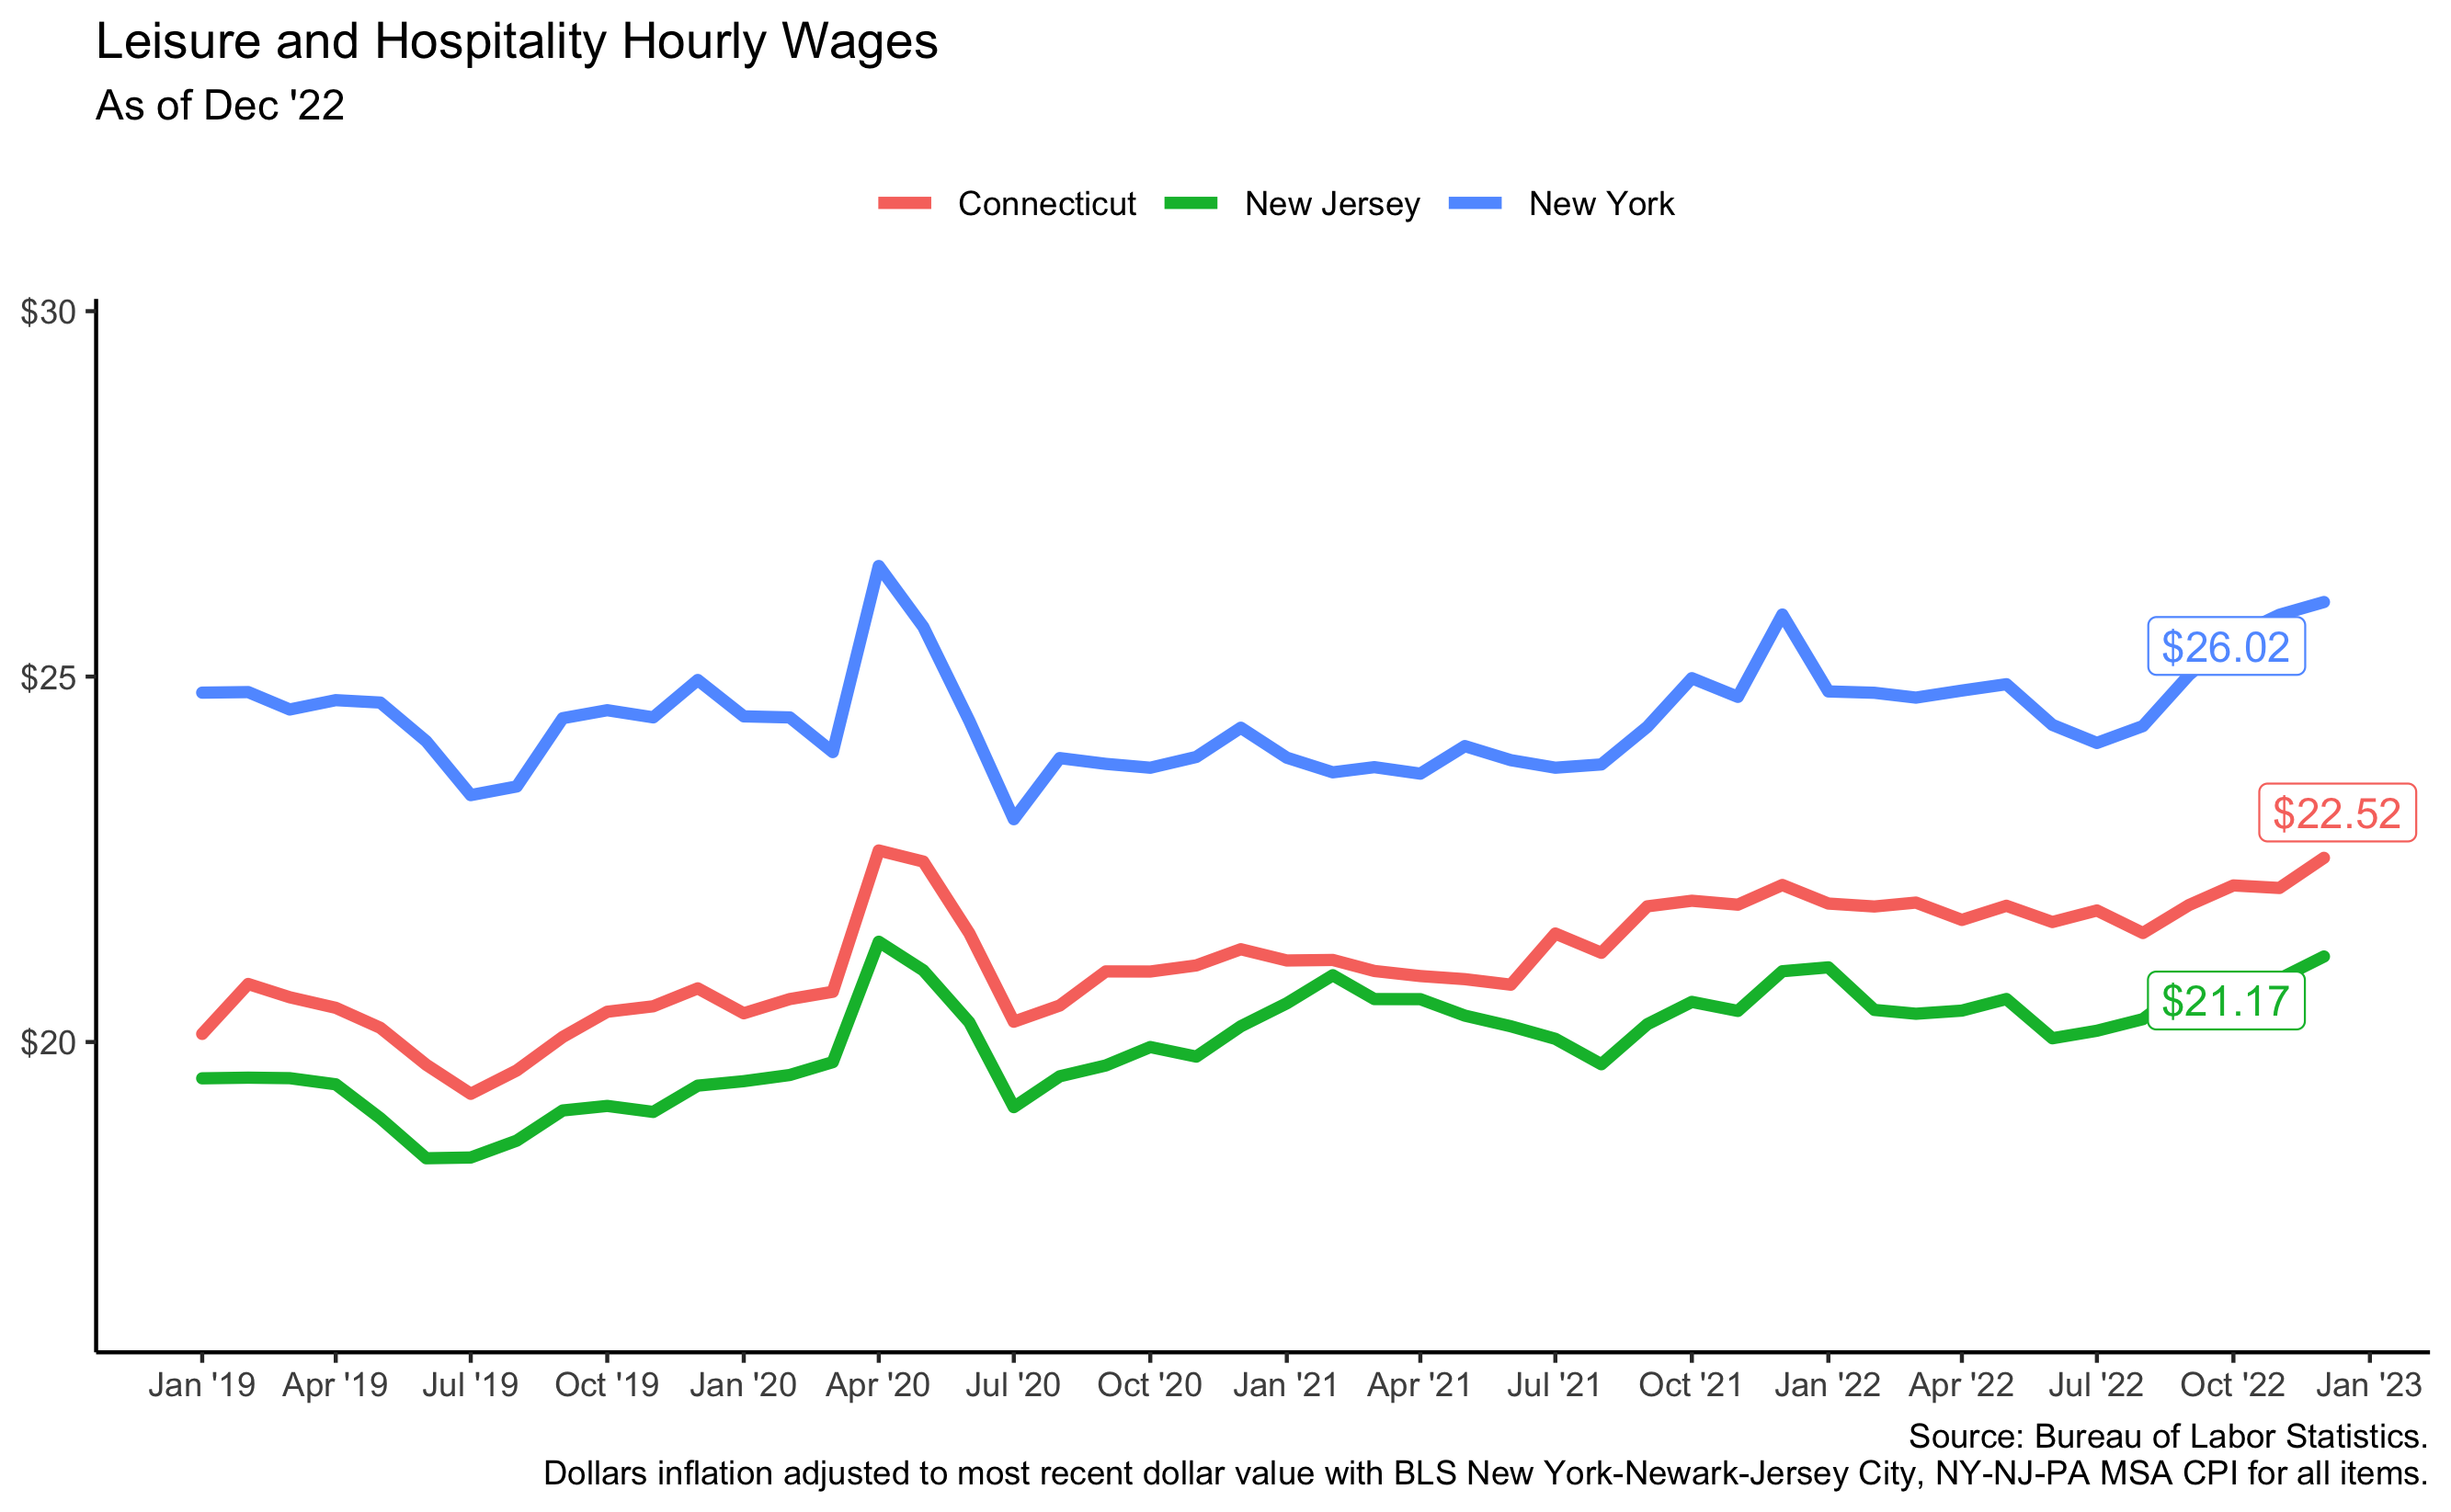 Leisure and Hospitality Hourly Wages
As of Dec '22
Connecticut New Jersey New York
$30
$25
$20
$26.02
$22.52
$21.17
Jan '19 Apr '19 Jul '19 Oct '19 Jan '20 Apr '20 Jul '20 Oct '20 Jan '21 Apr '21 Jul '21 Oct '21 Jan '22 Apr '22 Jul '22 Oct '22 Jan '23
Source: Bureau of Labor Statistics.
Dollars inflation adjusted to most recent dollar value with BLS New York-Newark-Jersey City, NY-NJ-PA MSA CPI for all items.